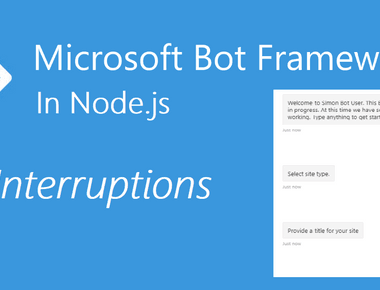 Microsoft Bot Framew
In Node.js
nterruptions
Welcome to Simon Bot User. This b
in progress. At this time we have s
working. Type anything to get start
Just now
Select site type.
Just now
Provide a title for your site
Just now